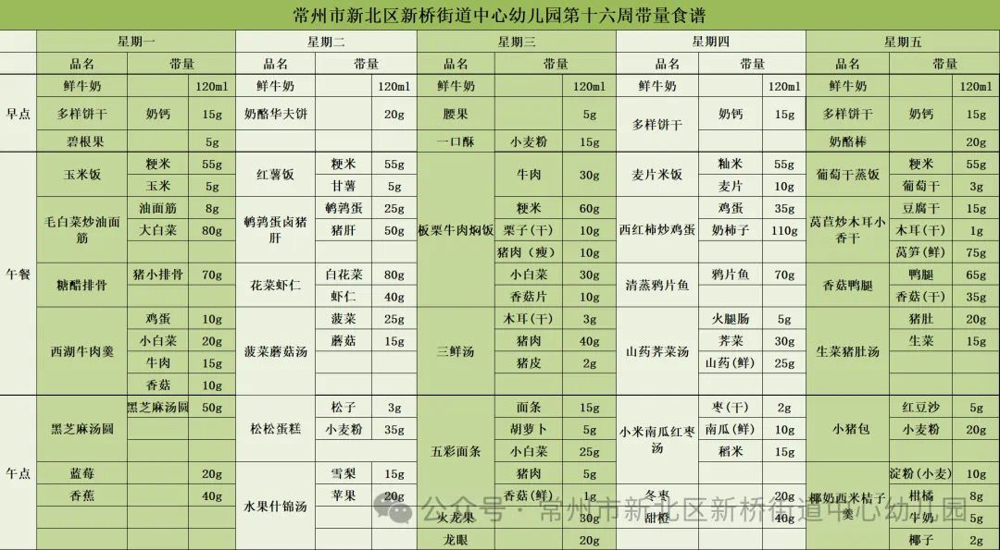 常州市新北区新桥街道中心幼儿园第十六周带量食谱
星期一 星期二 星期三 星期四 星期五
品名 带量 品名 带量 品名 带量 品名 带量 品名 带量
早点
鲜牛奶 120ml 鲜牛奶 120ml 鲜牛奶 120ml 鲜牛奶 120ml 鲜牛奶 120ml
多样饼干 奶钙 15g 奶酪华夫饼 20g 腰果 5g 多样饼干 奶钙 15g 多样饼干 奶钙 15g
碧根果 5g 一口酥 小麦粉 15g 奶酪棒 20g
午餐
玉米饭 粳米 55g 红薯饭 粳米 55g 板栗牛肉焖饭 牛肉 30g 麦片米饭 籼米 55g 葡萄干蒸饭 粳米 55g
玉米 5g 甘薯 5g 麦片 10g 葡萄干 3g
毛白菜炒油面筋 油面筋 8g 鹌鹑蛋卤猪肝 鹌鹑蛋 25g 粳米 60g 西红柿炒鸡蛋 鸡蛋 35g 莴苣炒木耳小香干 豆腐干 15g
大白菜 80g 猪肝 50g 栗子(干) 10g 奶柿子 110g 木耳(干) 1g
猪肉（瘦） 10g 莴笋(鲜) 75g
糖醋排骨 猪小排骨 70g 花菜虾仁 白花菜 80g 小白菜 30g 清蒸鸦片鱼 鸦片鱼 70g 香菇鸭腿 鸭腿 65g
虾仁 40g 香菇片 10g 香菇(干) 35g
西湖牛肉羹 鸡蛋 10g 菠菜蘑菇汤 菠菜 25g 三鲜汤 木耳(干) 3g 山药荠菜汤 火腿肠 5g 生菜猪肚汤 猪肚 20g
小白菜 20g 蘑菇 15g 猪肉 40g 荠菜 30g 生菜 15g
牛肉 15g 猪皮 2g 山药(鲜) 25g
香菇 10g
午点
黑芝麻汤圆 黑芝麻汤圆 50g 松松蛋糕 松子 3g 五彩面条 面条 15g 小米南瓜红枣汤 枣(干) 2g 小猪包 红豆沙 5g
小麦粉 35g 胡萝卜 5g 南瓜(鲜) 10g 小麦粉 20g
小白菜 25g 稻米 15g
蓝莓 20g 水果什锦汤 雪梨 15g 猪肉 5g 椰奶西米桔子羹 淀粉(小麦) 10g
香蕉 40g 苹果 20g 香菇(鲜) 1g 冬枣 20g 柑橘 8g
火龙果 30g 甜橙 40g 牛奶 5g
龙眼 20g 椰子 2g
公众号·常州市新北区新桥街道中心幼儿园